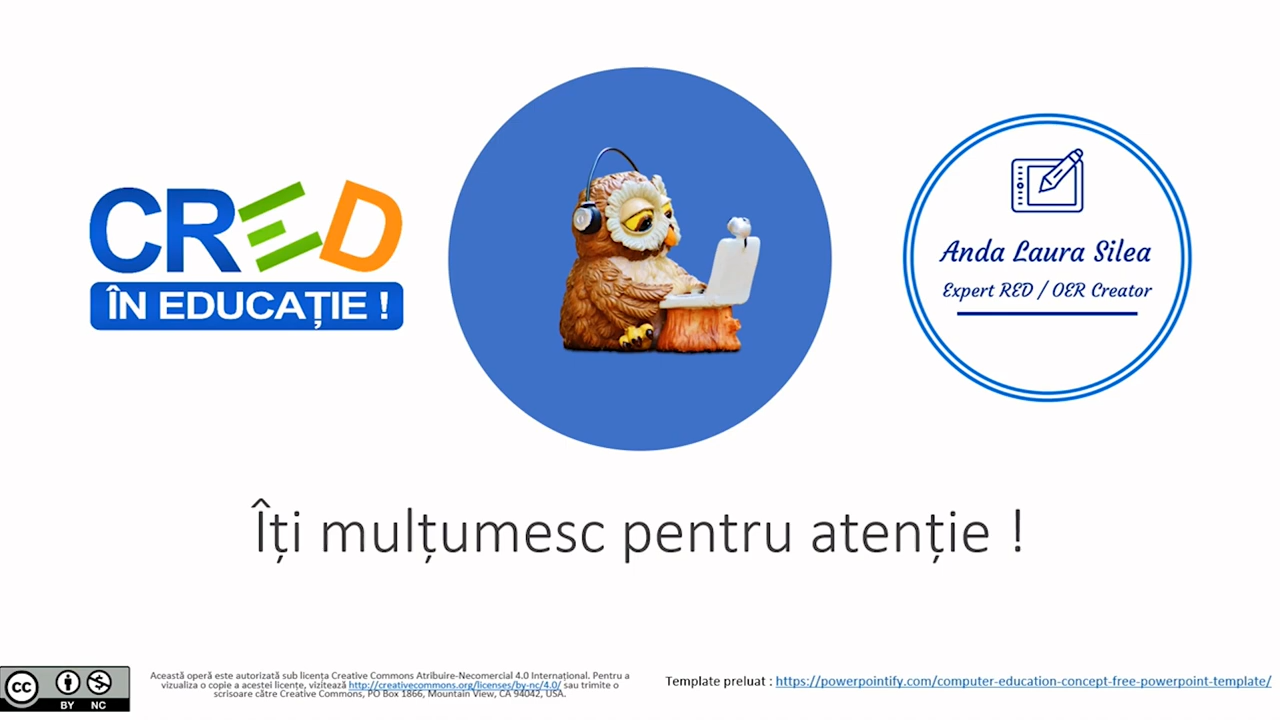 CRED
ÎN EDUCAȚIE !
Anda Laura Silea
Expert RED / OER Creator
Îți mulțumesc pentru atenție !
Această operă este autorizată sub licența Creative Commons Atribuire-Necomercial 4.0 Internațional. Pentru a
vizualiza o copie a acestei licențe, vizitează http://creativecommons.org/licenses/by-nc/4.0/ sau trimite o
scrisoare către Creative Commons, PO Box 1866, Mountain View, CA 94042, USA.
Template preluat : https://powerpointify.com/computer-education-concept-free-powerpoint-template/
cc
BY NC